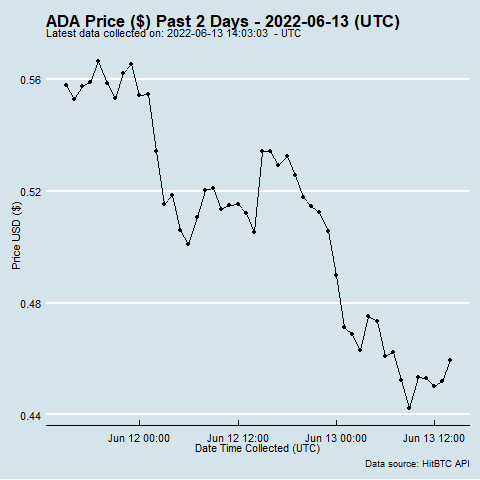 ADA Price ($) Past 2 Days - 2022-06-13 (UTC)
Latest data collected on: 2022-06-13 14:03:03 - UTC
Price USD ($)
0.56
0.52
0.48
0.44
Jun 12 00:00 Jun 12 12:00 Jun 13 00:00 Jun 13 12:00
Date Time Collected (UTC)
Data source: HitBTC API